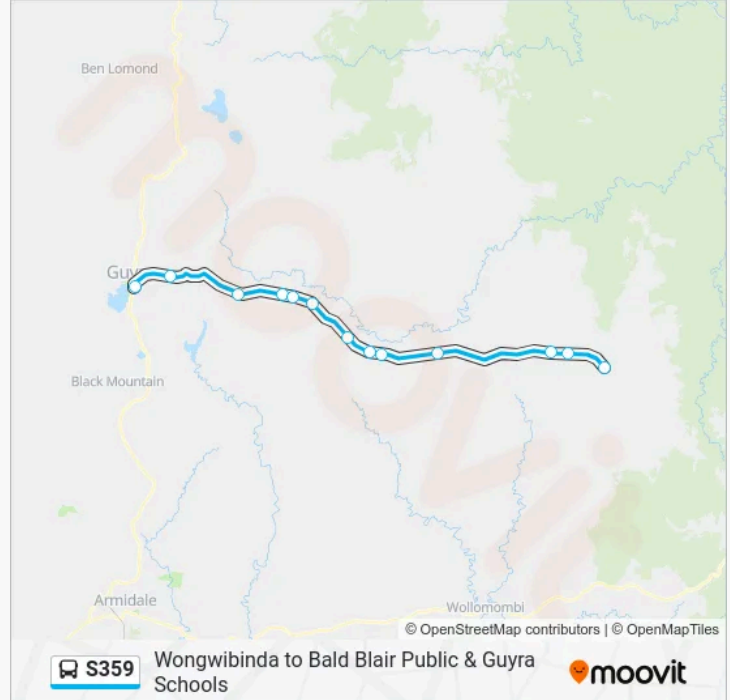 Ben Lomond
Guy
Black Mountain
Armidale
Wollomombi
© OpenStreetMap contributors | © OpenMapTiles
S359
Wongwibinda to Bald Blair Public & Guyra
Schools
moovit
moovit